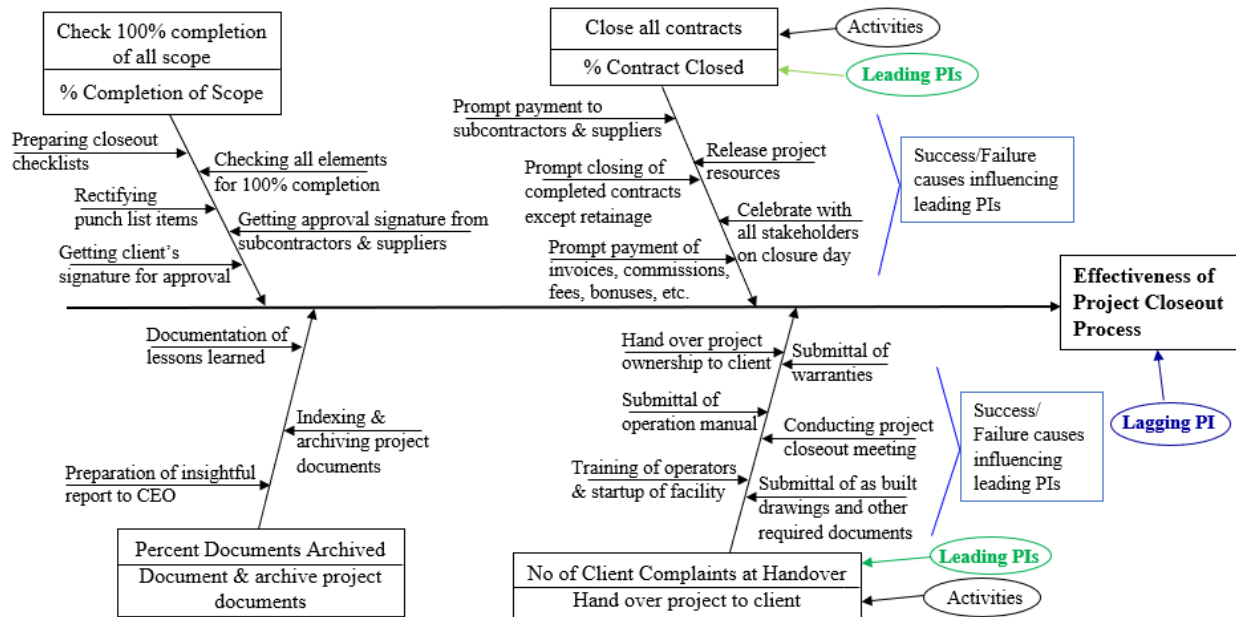 Check 100% completion
of all scope
% Completion of Scope
Preparing closeout
checklists
Checking all elements
for 100% completion
Rectifying
punch list items
Getting approval signature from
subcontractors & suppliers
Getting client's
signature for approval
Close all contracts
% Contract Closed
Activities
Leading PIs
Prompt payment to
subcontractors & suppliers
Release project
resources
Prompt closing of
completed contracts
except retainage
Celebrate with
all stakeholders
on closure day
Prompt payment of
invoices, commissions,
fees, bonuses, etc.
Success/Failure
causes influencing
leading PIs
Effectiveness of
Project Closeout
Process
Lagging PI
Documentation of
lessons learned
Indexing &
archiving project
documents
Preparation of insightful
report to CEO
Percent Documents Archived
Document & archive project
documents
Hand over project
ownership to client
Submittal of
warranties
Submittal of
operation manual
Conducting project
closeout meeting
Training of operators
& startup of facility
Submittal of as built
drawings and other
required documents
Success/
Failure causes
influencing
leading PIs
No of Client Complaints at Handover
Hand over project to client
Leading PIs
Activities